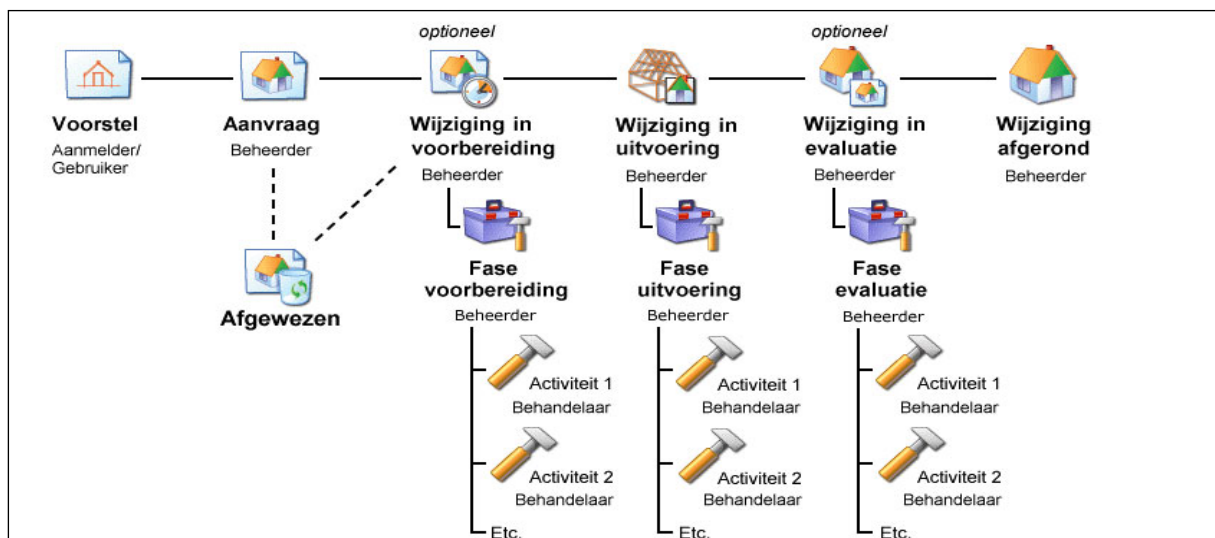 optioneel
optioneel
Voorstel
Aanmelder/
Gebruiker
Aanvraag
Beheerder
Wijziging in
voorbereiding
Beheerder
Wijziging in
uitvoering
Beheerder
Wijziging in
evaluatie
Beheerder
Wijziging
afgerond
Beheerder
Afgewezen
Fase
voorbereiding
Beheerder
Activiteit 1
Behandelaar
Activiteit 2
Behandelaar
Etc.
Fase
uitvoering
Beheerder
Activiteit 1
Behandelaar
Activiteit 2
Behandelaar
Etc.
Fase
evaluatie
Beheerder
Activiteit 1
Behandelaar
Activiteit 2
Behandelaar
Etc.